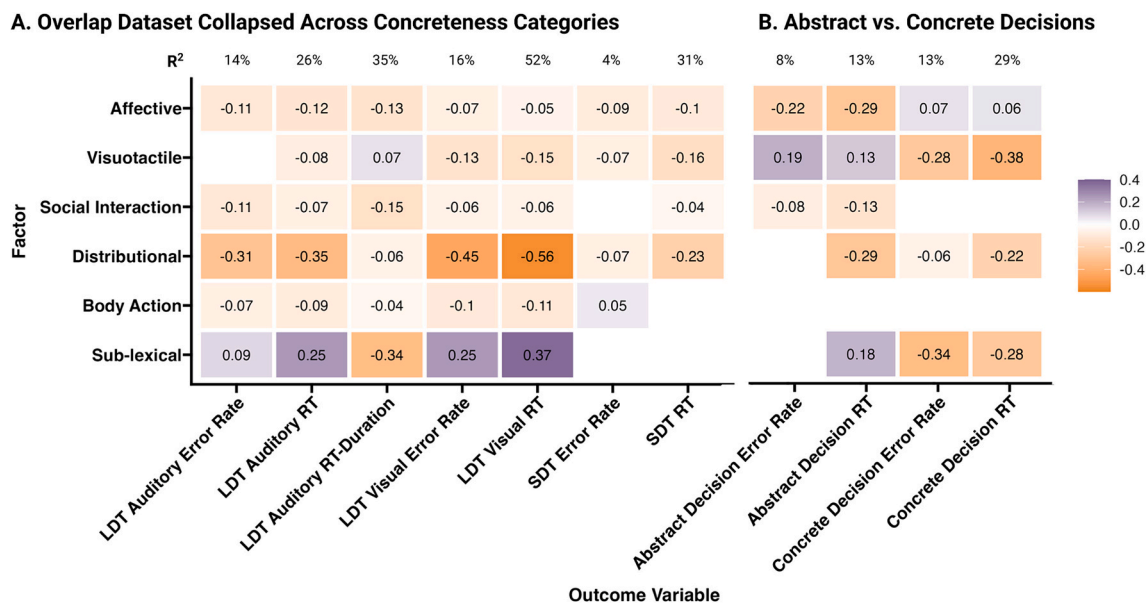 A. Overlap Dataset Collapsed Across Concreteness Categories
B. Abstract vs. Concrete Decisions
R² 14% 26% 35% 16% 52% 4% 31% 8% 13% 13% 29%
Affective -0.11 -0.12 -0.13 -0.07 -0.05 -0.09 -0.1 -0.22 -0.29 0.07 0.06
Visuotactile -0.08 0.07 -0.13 -0.15 -0.07 -0.16 0.19 0.13 -0.28 -0.38
Social Interaction -0.11 -0.07 -0.15 -0.06 -0.06 -0.04 -0.08 -0.13
Distributional -0.31 -0.35 -0.06 -0.45 -0.56 -0.07 -0.23 -0.29 -0.06 -0.22
Body Action -0.07 -0.09 -0.04 -0.1 -0.11 0.05
Sub-lexical 0.09 0.25 -0.34 0.25 0.37 0.18 -0.34 -0.28
Factor
LDT Auditory Error Rate
LDT Auditory RT
LDT Auditory RT-Duration
LDT Visual Error Rate
LDT Visual RT
SDT Error Rate
SDT RT
Abstract Decision Error Rate
Abstract Decision RT
Concrete Decision Error Rate
Concrete Decision RT
Outcome Variable
0.4
0.2
0.0
-0.2
-0.4